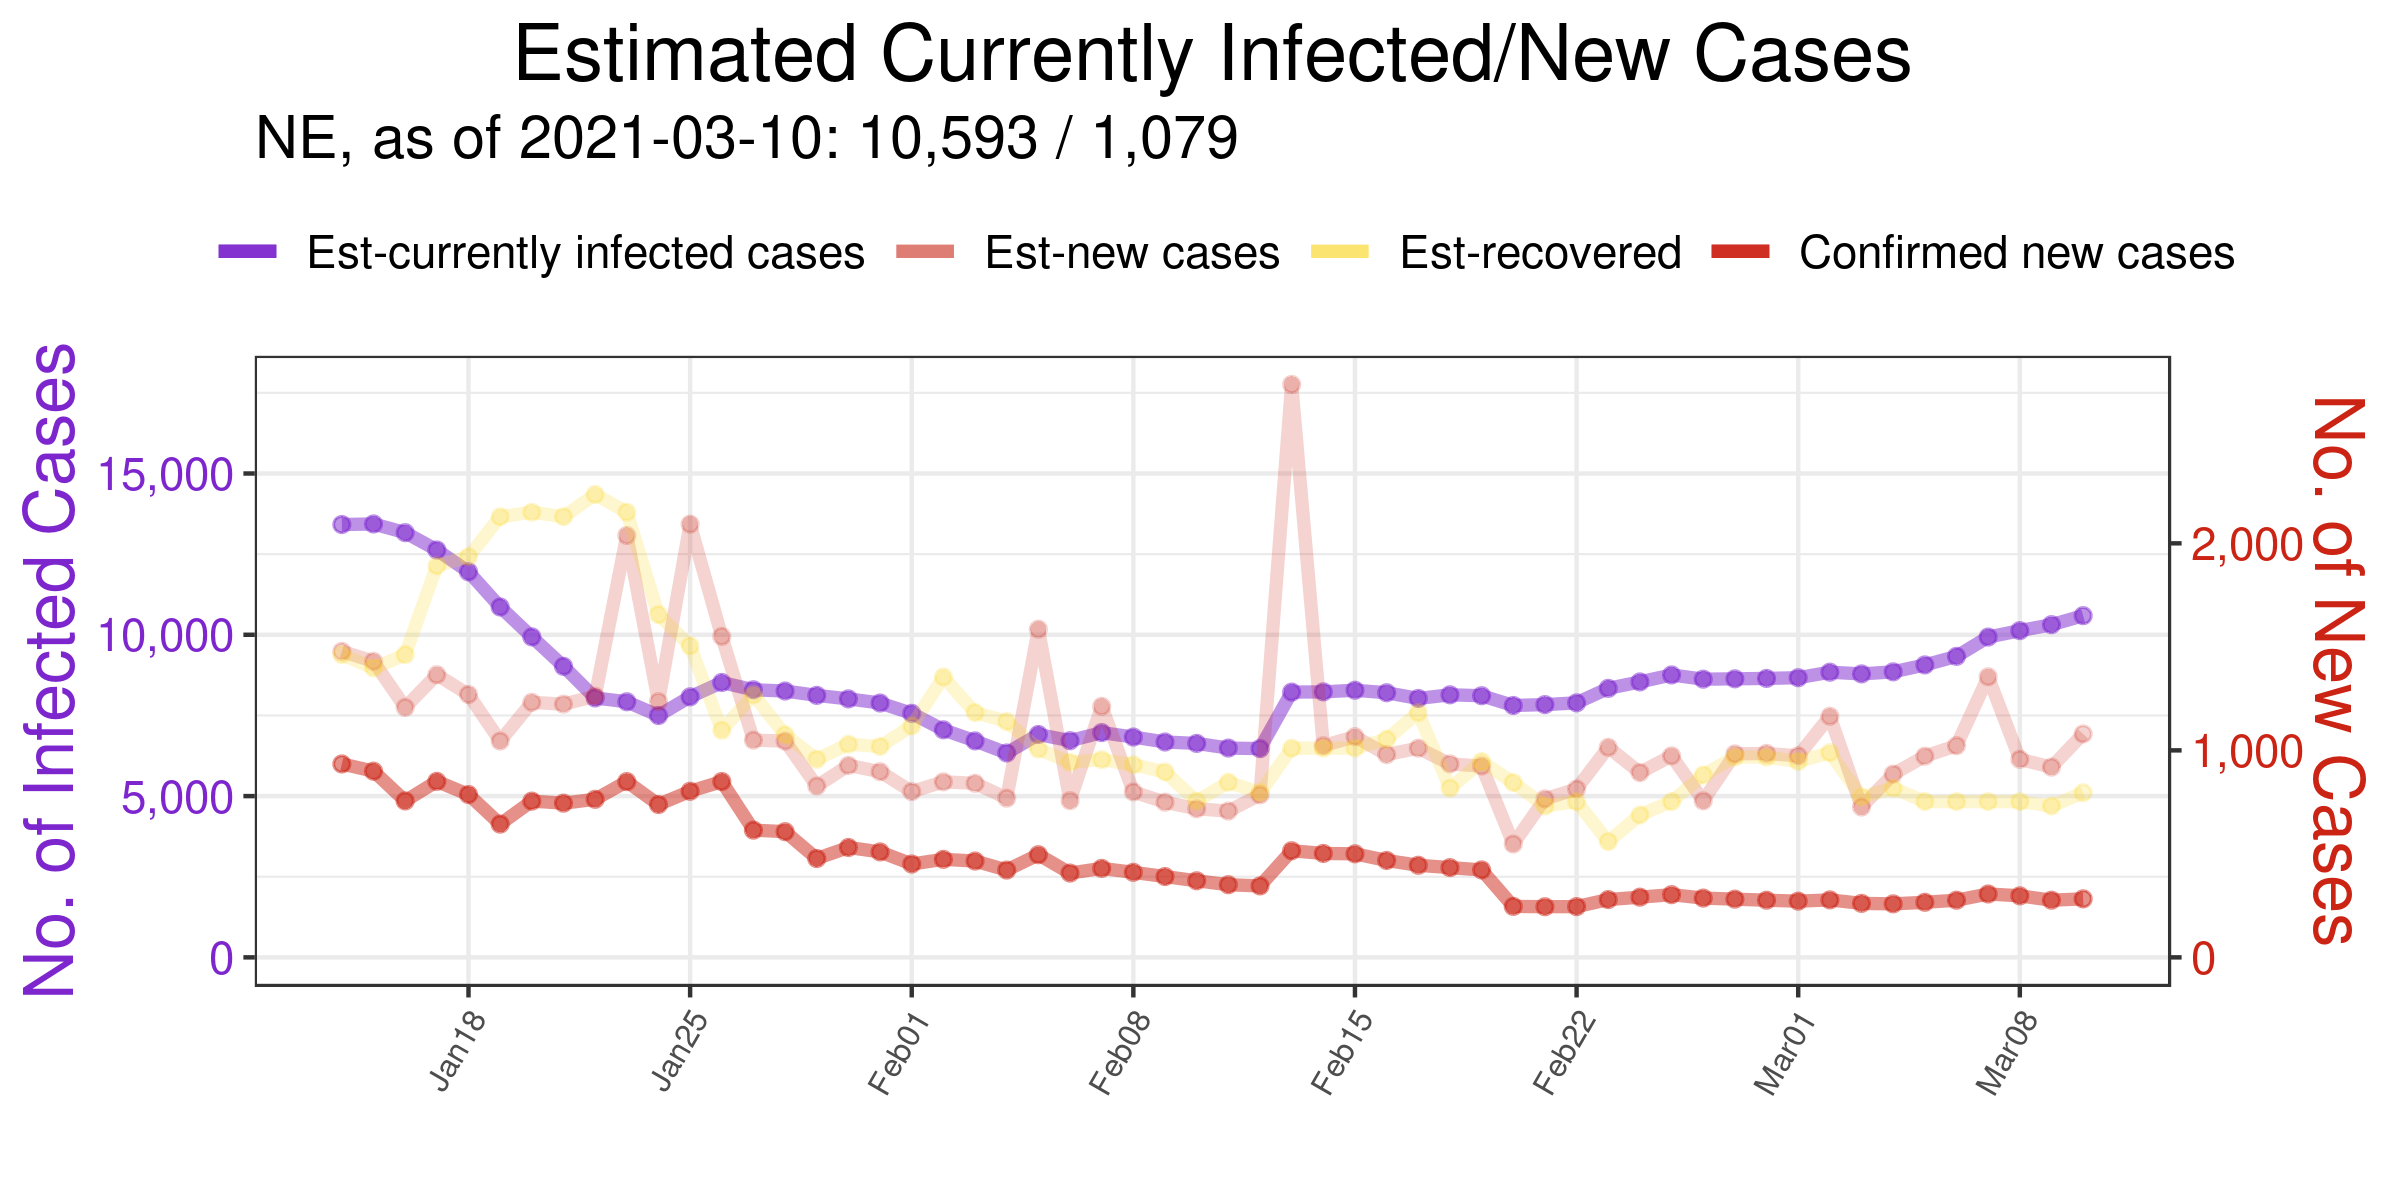 Estimated Currently Infected/New Cases
NE, as of 2021-03-10: 10,593 / 1,079
Est-currently infected cases Est-new cases Est-recovered Confirmed new cases
No. of Infected Cases
15,000
10,000
5,000
0
2,000
1,000
0
No. of New Cases
Jan18 Jan25 Feb01 Feb08 Feb15 Feb22 Mar01 Mar08